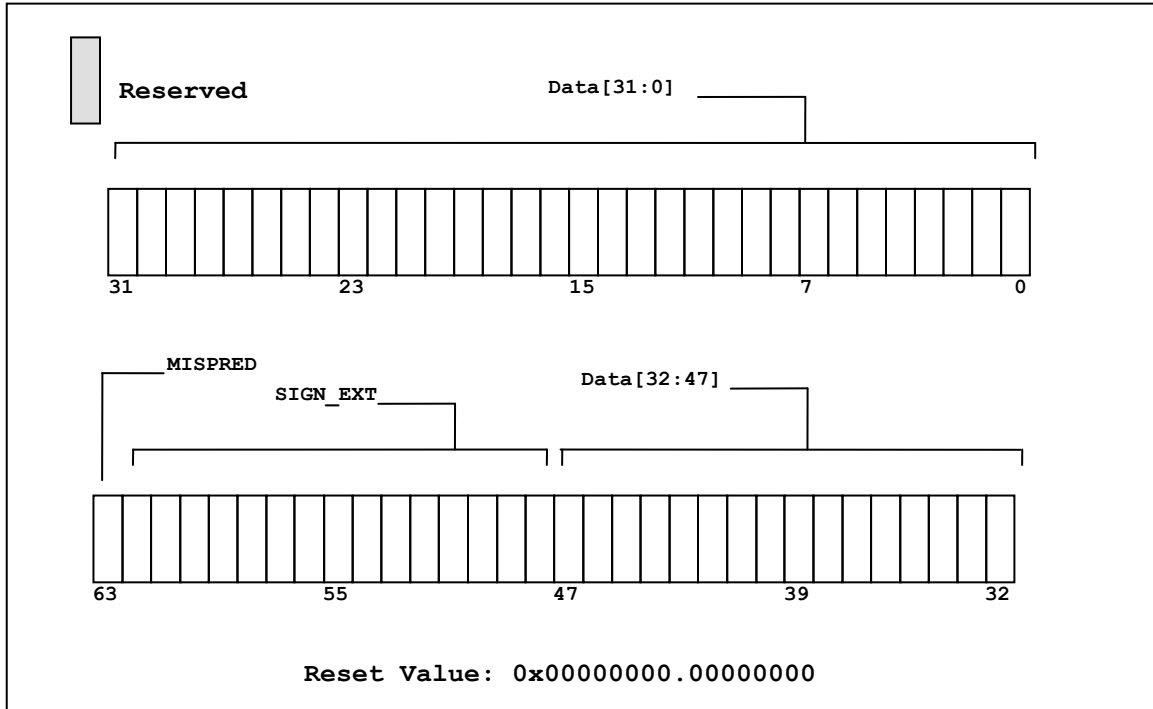 Reserved
Data[31:0]
31 23 15 7 0
MISPRED
SIGN_EXT
Data[32:47]
63 55 47 39 32
Reset Value: 0x00000000.00000000